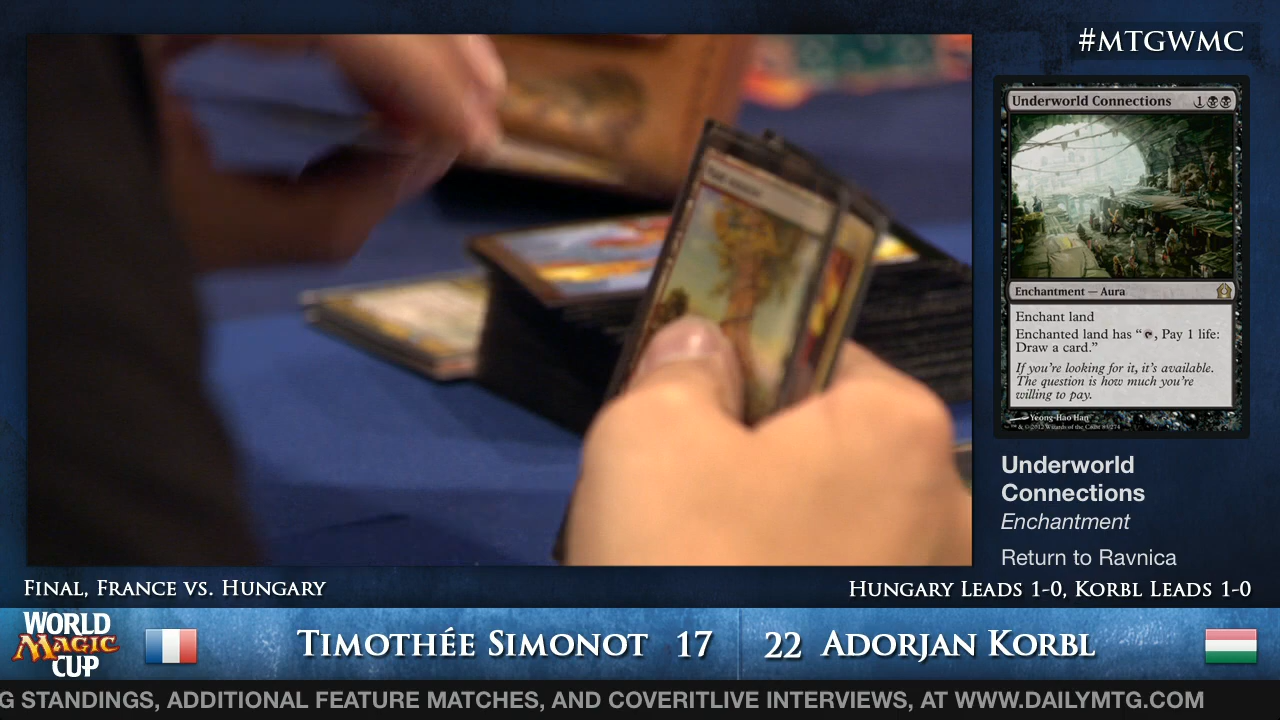 #MTGWMC
Underworld Connections 1
Enchantment — Aura
Enchant land
Enchanted land has “ , Pay 1 life:
Draw a card.”
If you're looking for it, it's available.
The question is how much you're
willing to pay.
Yeong-Hao Han
Underworld
Connections
Enchantment
Return to Ravnica
Final, France vs. Hungary
Hungary Leads 1-0, Korbl Leads 1-0
WORLD
MAGIC
CUP
Timothée Simonot 17
22 Adorjan Korbl
G STANDINGS, ADDITIONAL FEATURE MATCHES, AND COVERITLIVE INTERVIEWS, AT WWW.DAILYMTG.COM